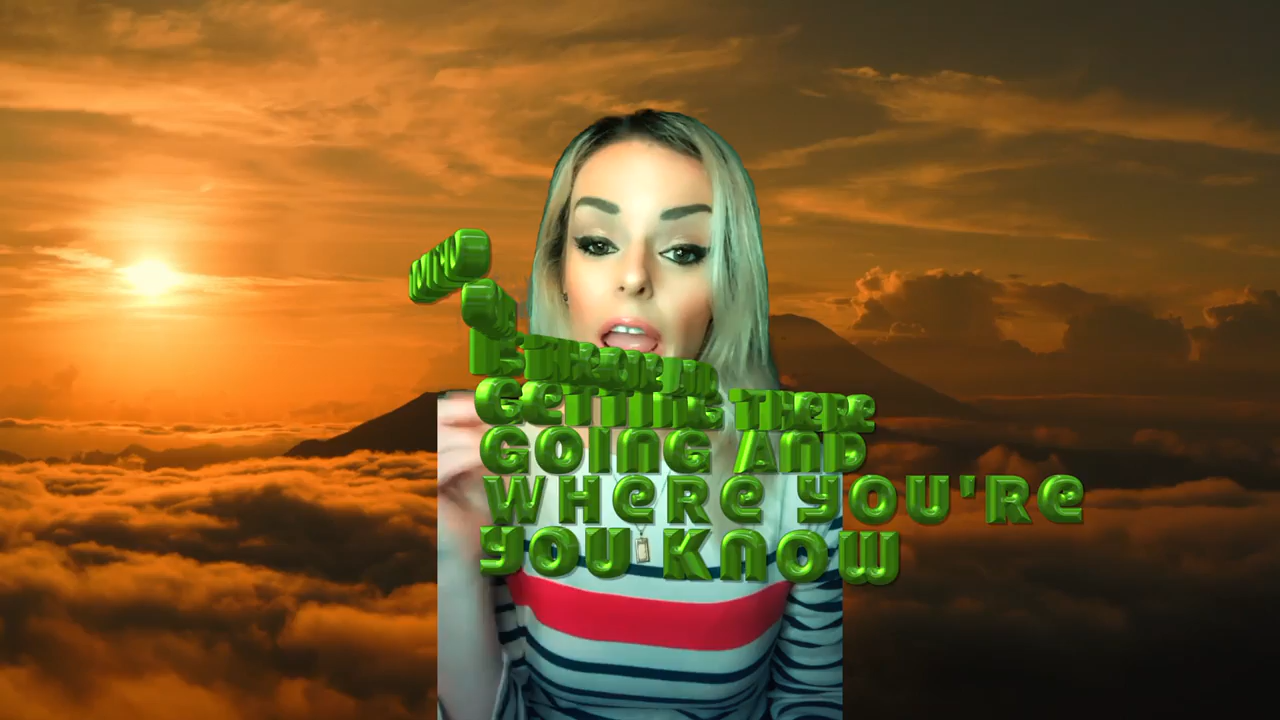 GETTING THERE
GOING AND
WHERE YOU'RE
YOU KNOW